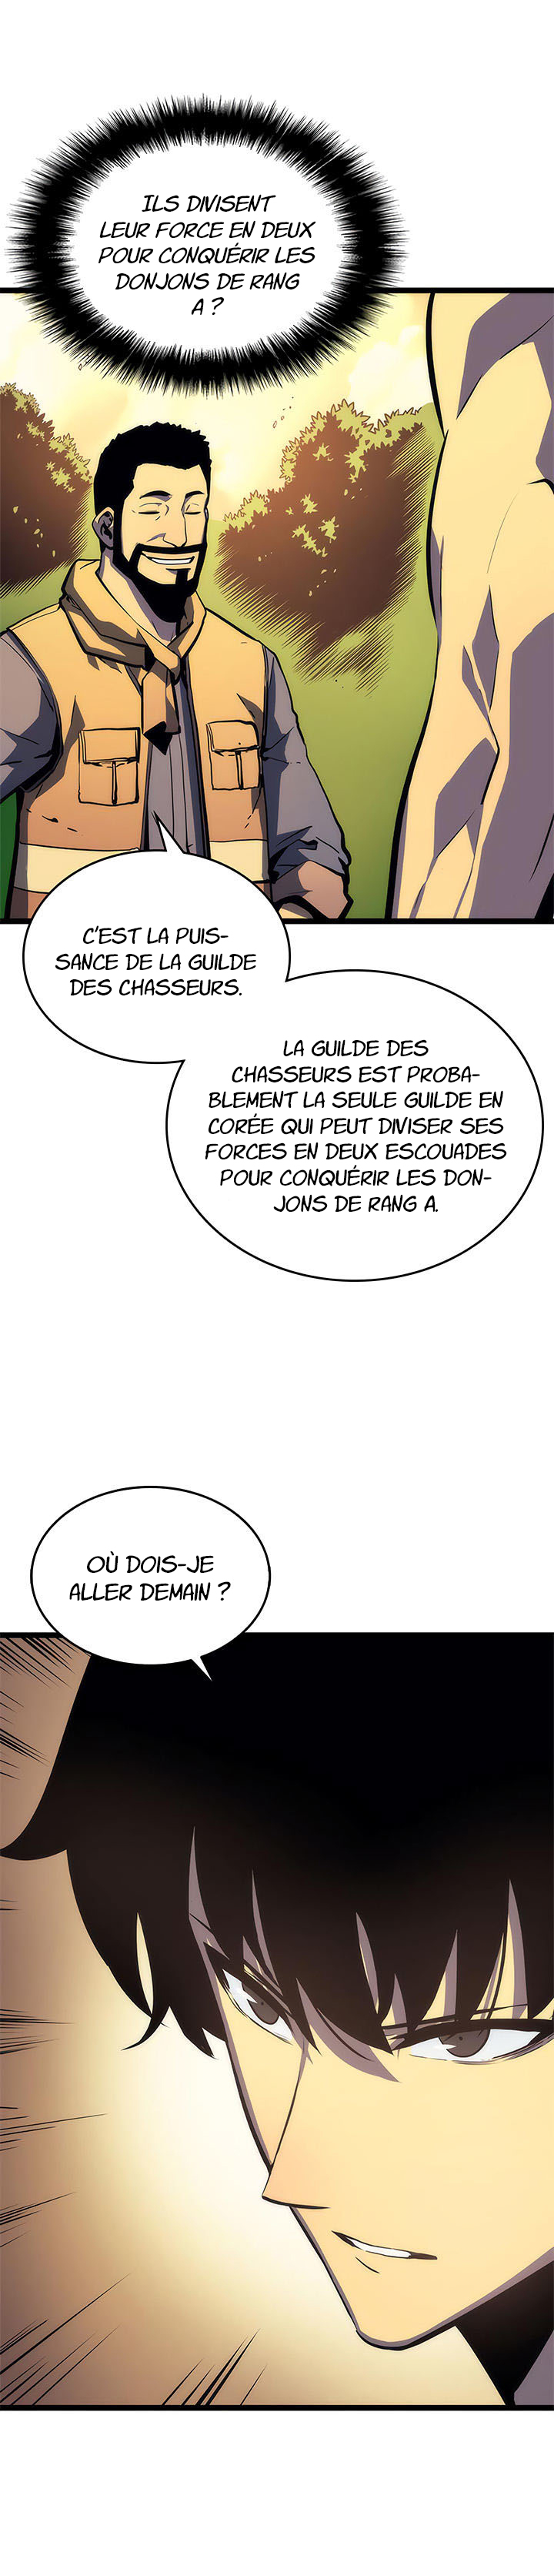 ILS DIVISENT
LEUR FORCE EN DEUX
POUR CONQUÉRIR LES
DONJONS DE RANG
A ?
C'EST LA PUIS-
SANCE DE LA GUILDE
DES CHASSEURS.
LA GUILDE DES
CHASSEURS EST PROBA-
BLEMENT LA SEULE GUILDE EN
CORÉE QUI PEUT DIVISER SES
FORCES EN DEUX ESCOUADES
POUR CONQUÉRIR LES DON-
JONS DE RANG A.
OÙ DOIS-JE
ALLER DEMAIN ?